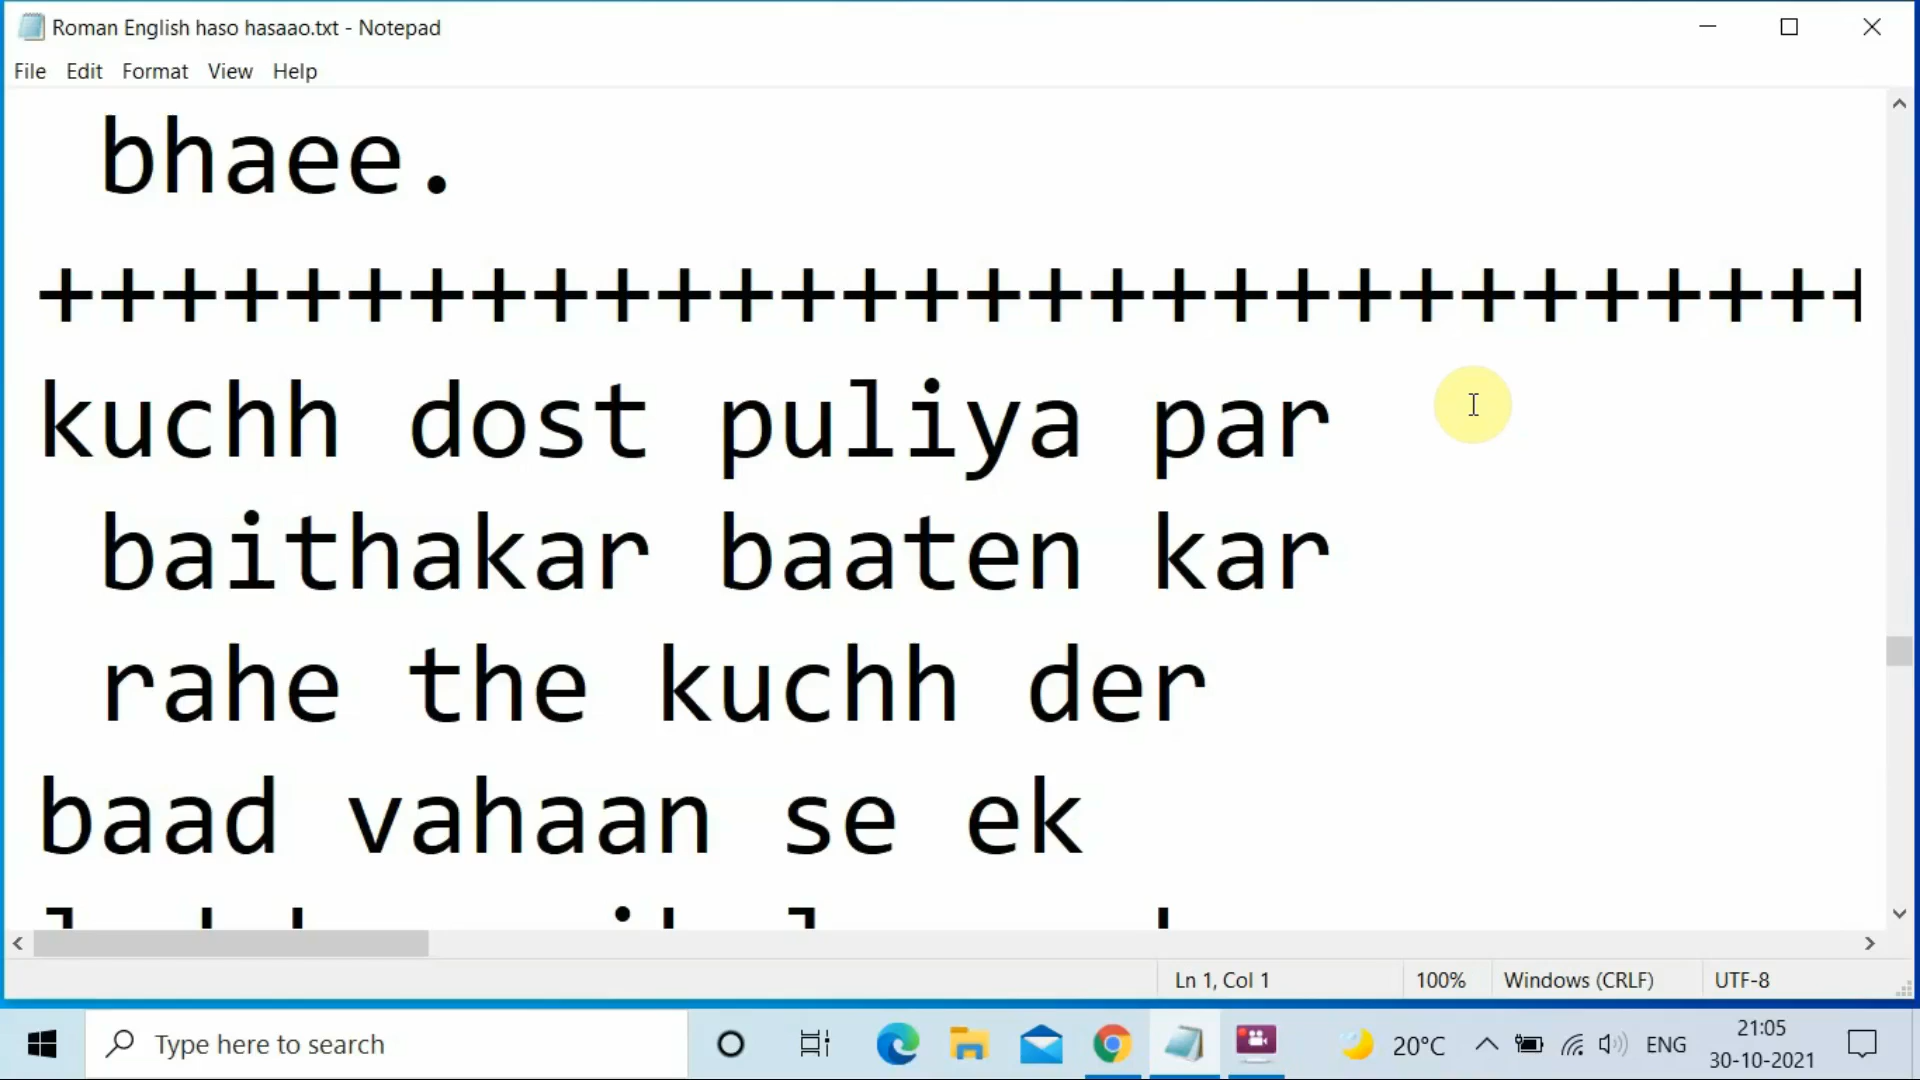 Roman English haso hasaao.txt - Notepad
File Edit Format View Help
bhaee.
++++++++++++++++++++++++++++++
kuchh dost puliya par
baithakar baaten kar
rahe the kuchh der
baad vahaan se ek
Ln 1, Col 1 100% Windows (CRLF) UTF-8
Type here to search 20°C ENG 21:05
30-10-2021